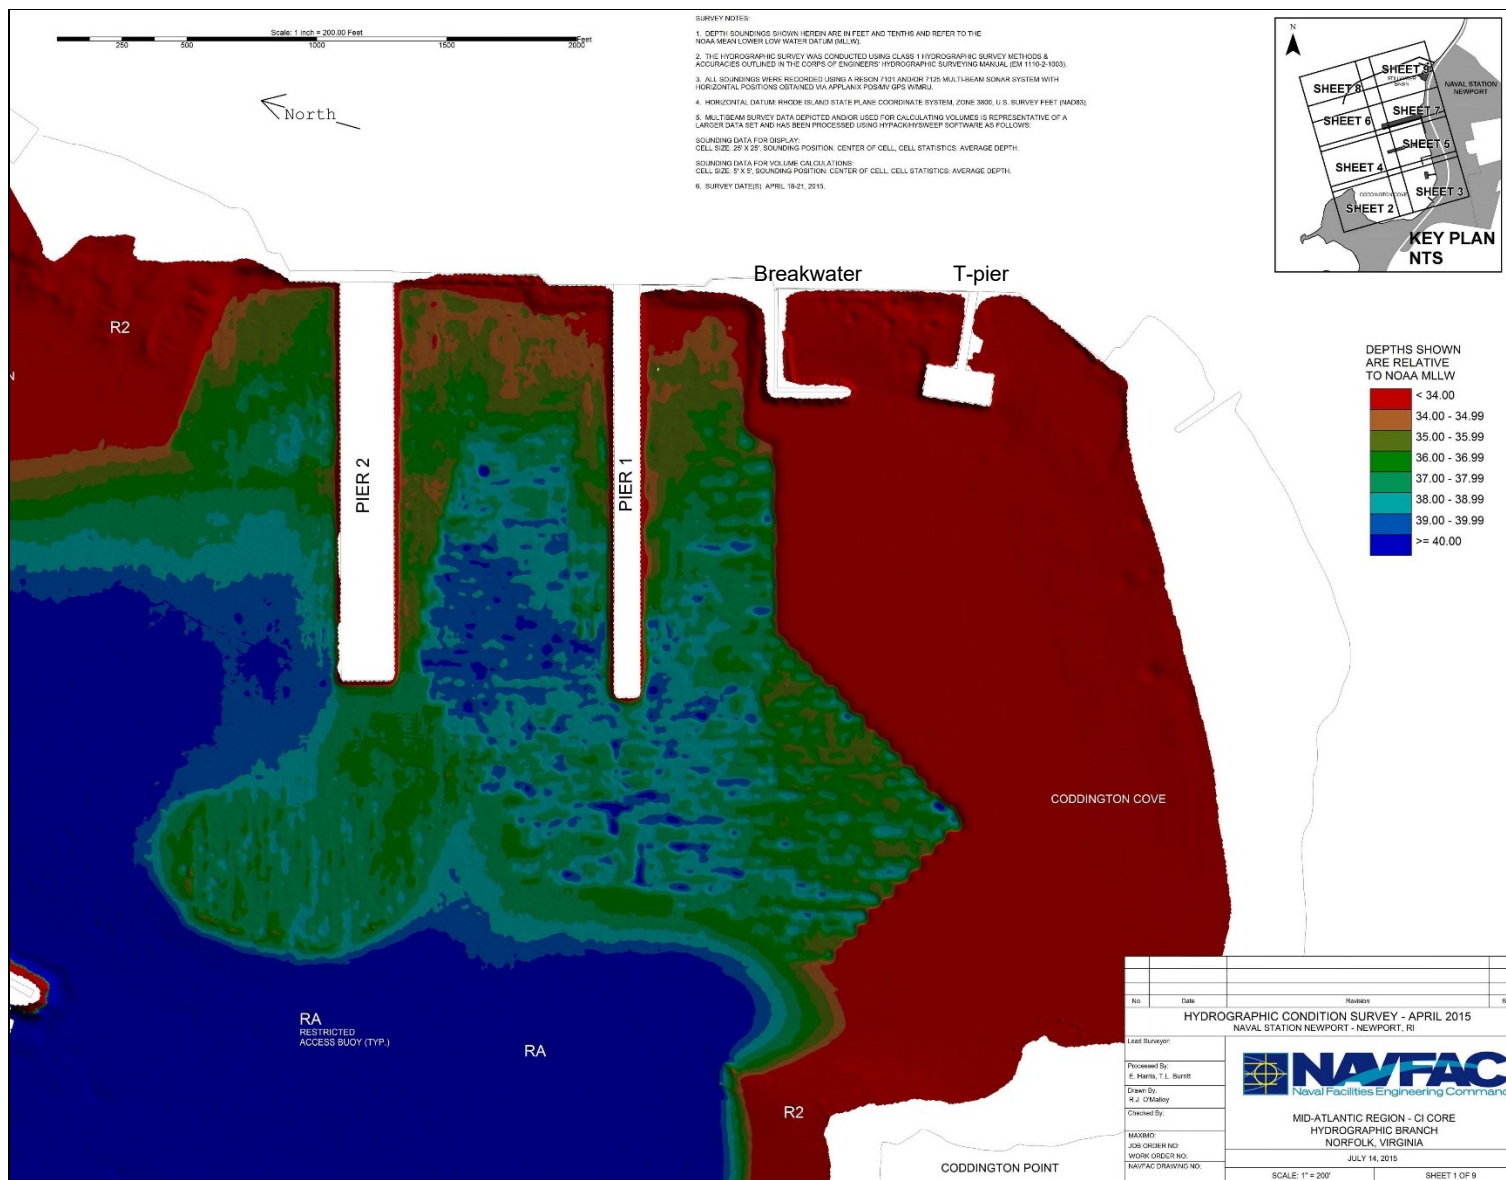 Scale: 1 inch = 200.00 Feet
Feet
250
500
1000
1500
2000
North
SURVEY NOTES:
1. DEPTH SOUNDINGS SHOWN HEREIN ARE IN FEET AND TENTHS AND REFER TO THE
NOAA MEAN LOWER LOW WATER DATUM (MLLW).
2. THE HYDROGRAPHIC SURVEY WAS CONDUCTED USING CLASS 1 HYDROGRAPHIC SURVEY METHODS &
ACCURACIES OUTLINED IN THE CORPS OF ENGINEERS' HYDROGRAPHIC SURVEYING MANUAL (EM 1110-2-1003).
3. ALL SOUNDINGS WERE RECORDED USING A RESON 7101 AND/OR 7125 MULTI-BEAM SONAR SYSTEM WITH
HORIZONTAL POSITIONS OBTAINED VIA APPLANIX POS/MV GPS W/MRU.
4. HORIZONTAL DATUM: RHODE ISLAND STATE PLANE COORDINATE SYSTEM, ZONE 3800, U.S. SURVEY FEET (NAD83).
5. MULTIBEAM SURVEY DATA DEPICTED AND/OR USED FOR CALCULATING VOLUMES IS REPRESENTATIVE OF A
LARGER DATA SET AND HAS BEEN PROCESSED USING HYPACK/HYSWEEP SOFTWARE AS FOLLOWS:
SOUNDING DATA FOR DISPLAY:
CELL SIZE: 25' X 25', SOUNDING POSITION: CENTER OF CELL, CELL STATISTICS: AVERAGE DEPTH.
SOUNDING DATA FOR VOLUME CALCULATIONS:
CELL SIZE: 5' X 5', SOUNDING POSITION: CENTER OF CELL, CELL STATISTICS: AVERAGE DEPTH.
6. SURVEY DATE(S) APRIL 18-21, 2015.
N
SHEET 9
SHEET 8
NAVAL STATION
NEWPORT
SHEET 7
SHEET 6
SHEET 5
SHEET 4
CODDINGTON COVE
SHEET 3
SHEET 2
KEY PLAN
NTS
Breakwater
T-pier
R2
PIER 2
PIER 1
DEPTHS SHOWN
ARE RELATIVE
TO NOAA MLLW
< 34.00
34.00 - 34.99
35.00 - 35.99
36.00 - 36.99
37.00 - 37.99
38.00 - 38.99
39.00 - 39.99
>= 40.00
CODDINGTON COVE
RA
RESTRICTED
ACCESS BUOY (TYP.)
RA
R2
CODDINGTON POINT
No.
Date
Revision
HYDROGRAPHIC CONDITION SURVEY - APRIL 2015
NAVAL STATION NEWPORT - NEWPORT, RI
Lead Surveyor:
Processed By:
E. Harris, T.L. Burnitt
Drawn By:
R.J. O'Malley
Checked By:
MAXIMO:
JOB ORDER NO:
WORK ORDER NO:
NAVFAC DRAWING NO:
NAVFAC
Naval Facilities Engineering Comman
MID-ATLANTIC REGION - CI CORE
HYDROGRAPHIC BRANCH
NORFOLK, VIRGINIA
JULY 14, 2015
SCALE: 1" = 200'
SHEET 1 OF 9